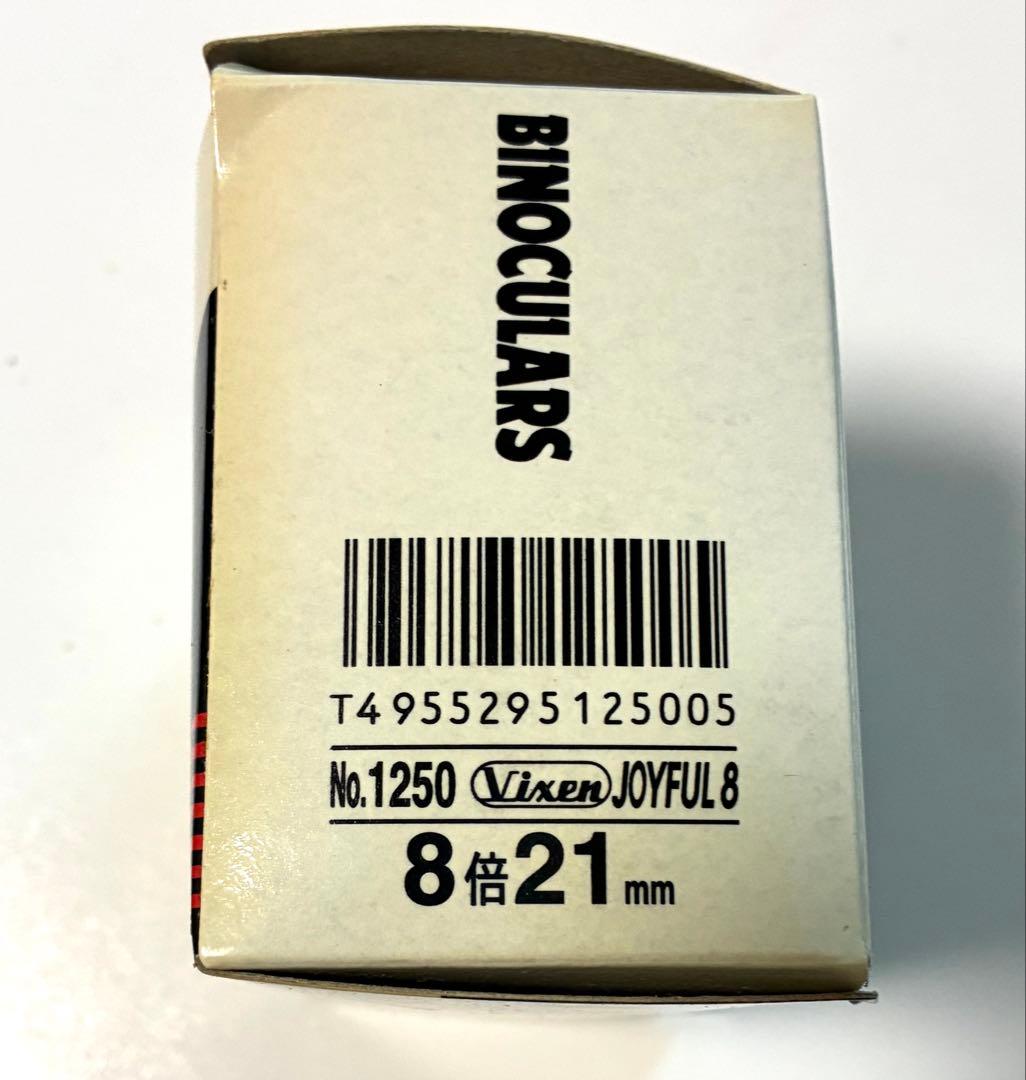 BINOCULARS
T4955295125005
No.1250 Vixen JOYFUL 8
8倍21mm